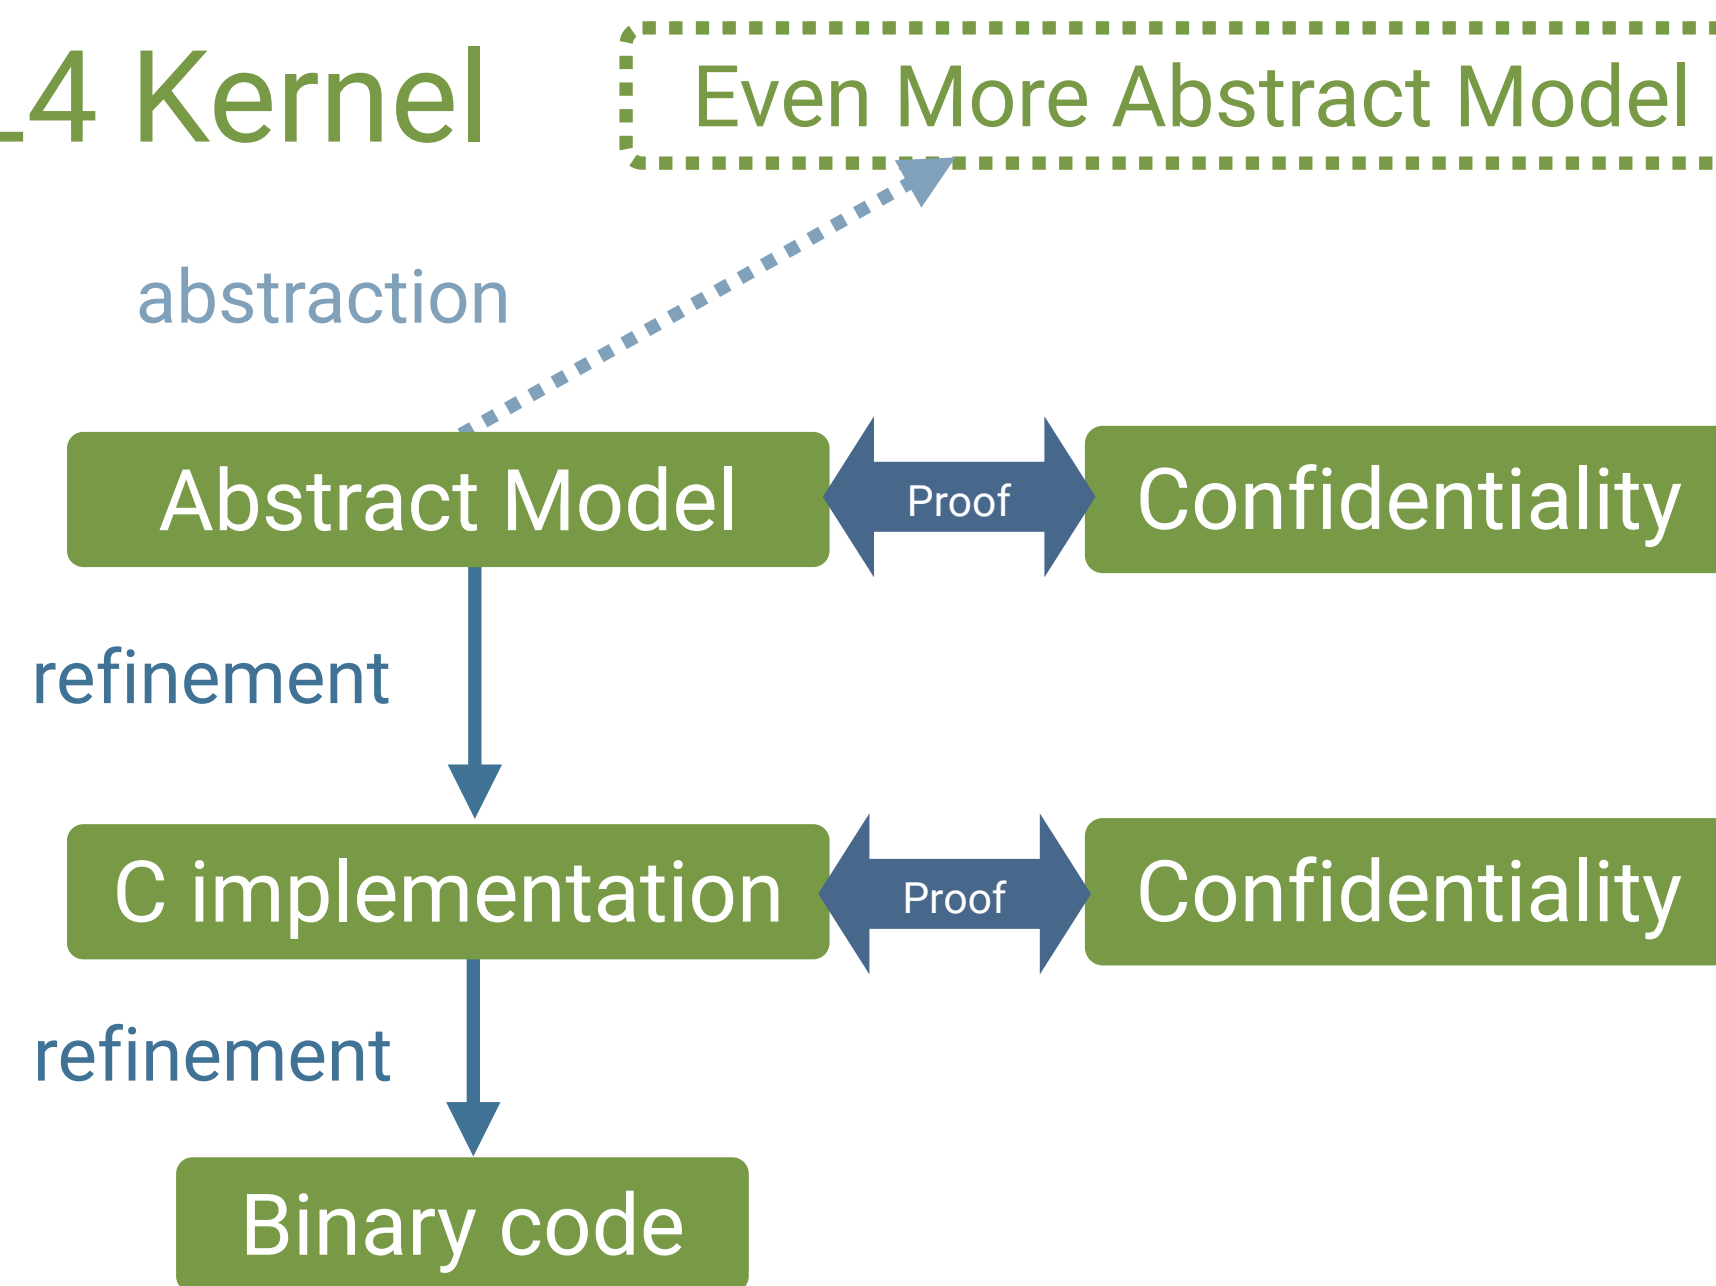 4 Kernel
Even More Abstract Model
abstraction
Abstract Model
Proof
Confidentiality
refinement
C implementation
Proof
Confidentiality
refinement
Binary code